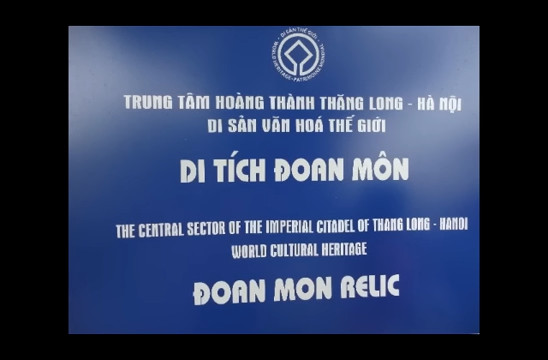 TRUNG TÂM HOÀNG THÀNH THĂNG LONG - HÀ NỘI
DI SẢN VĂN HOÁ THẾ GIỚI
DI TÍCH ĐOAN MÔN
THE CENTRAL SECTOR OF THE IMPERIAL CITADEL OF THANG LONG - HANOI
WORLD CULTURAL HERITAGE
ĐOAN MON RELIC